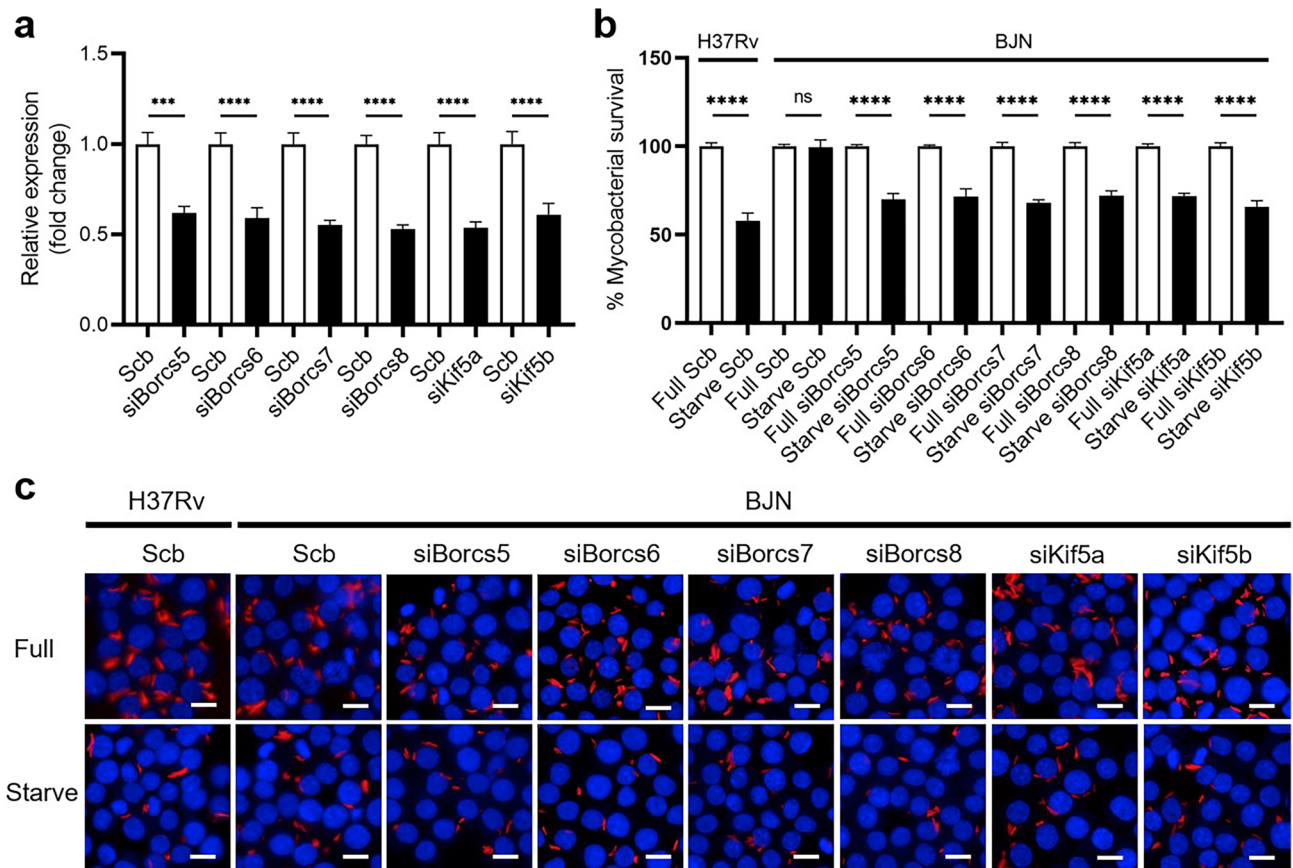 a
Relative expression
(fold change)
1.5
1.0
0.5
0.0
*** **** **** **** **** ****
Scb siBorcs5 Scb siBorcs6 Scb siBorcs7 Scb siBorcs8 Scb siKif5a Scb siKif5b
b
% Mycobacterial survival
150
100
50
0
H37Rv BJN
**** ns **** **** **** **** **** ****
Full Scb Starve Scb Full Scb Starve Scb Full siBorcs5 Starve siBorcs5 Full siBorcs6 Starve siBorcs6 Full siBorcs7 Starve siBorcs7 Full siBorcs8 Starve siBorcs8 Full siKif5a Starve siKif5a Full siKif5b Starve siKif5b
c
H37Rv BJN
Scb Scb siBorcs5 siBorcs6 siBorcs7 siBorcs8 siKif5a siKif5b
Full
Starve